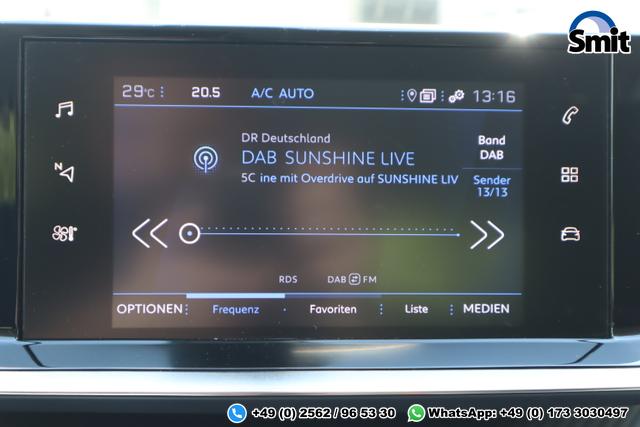 Smit
29°C 20.5 A/C AUTO 13:16
DR Deutschland
DAB SUNSHINE LIVE
5C ine mit Overdrive auf SUNSHINE LIV
Band
DAB
Sender
13/13
N
RDS DAB FM
OPTIONEN Frequenz Favoriten Liste MEDIEN
+49 (0) 2562 / 96 53 30 WhatsApp: +49 (0) 173 3030497